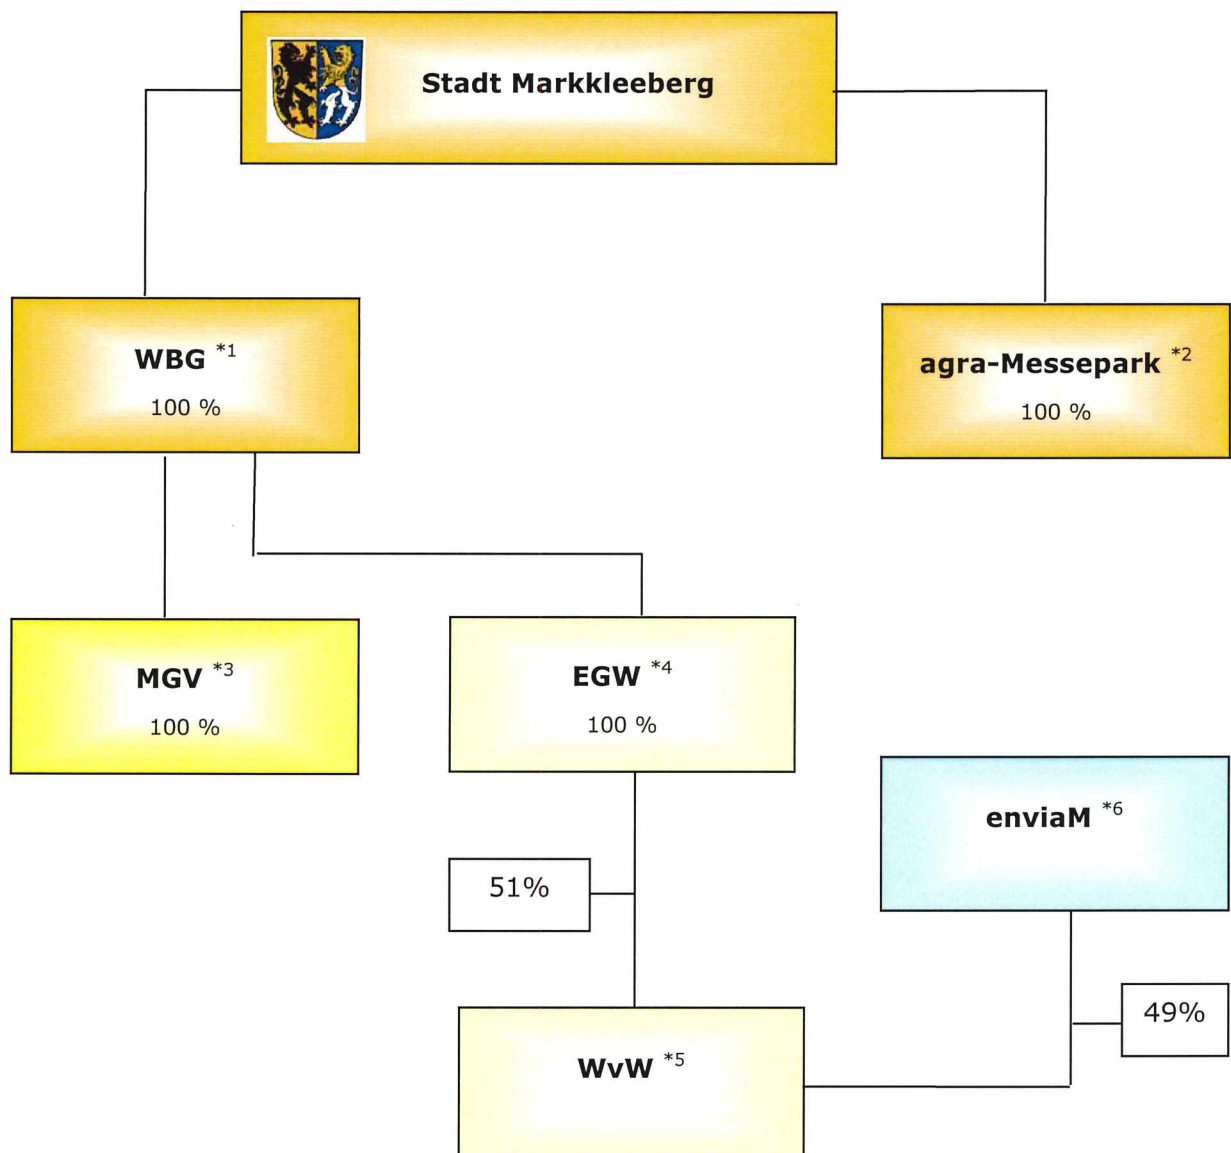 Stadt Markkleeberg
WBG *1
100 %
agra-Messepark *2
100 %
MGV *3
100 %
EGW *4
100 %
enviaM *6
51%
49%
WvW *5